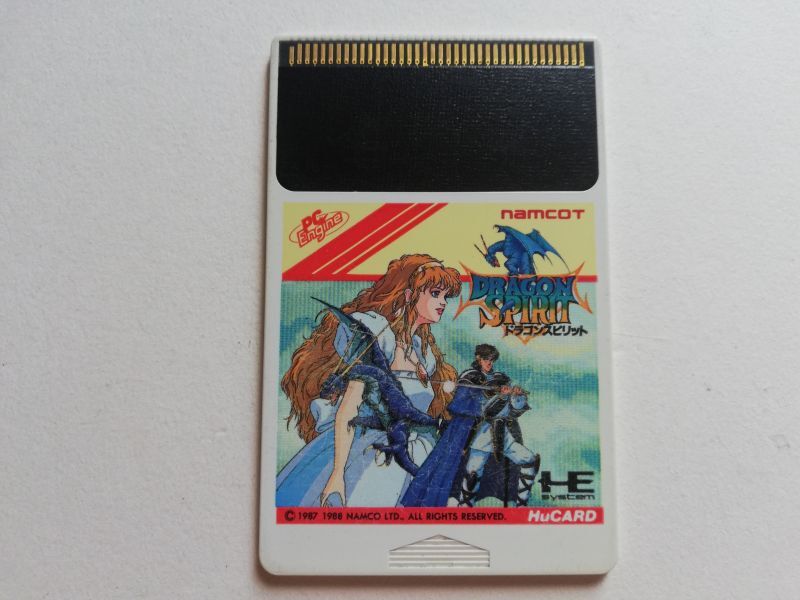 PC Engine
namcoT
DRAGON
SPIRIT
ドラゴンスピリット
HE
system
© 1987 1988 NAMCO LTD., ALL RIGHTS RESERVED.
HuCARD